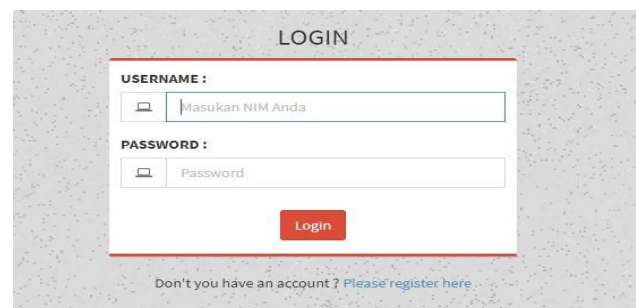 LOGIN
USERNAME :
Masukan NIM Anda
PASSWORD :
Password
Login
Don't you have an account ? Please register here